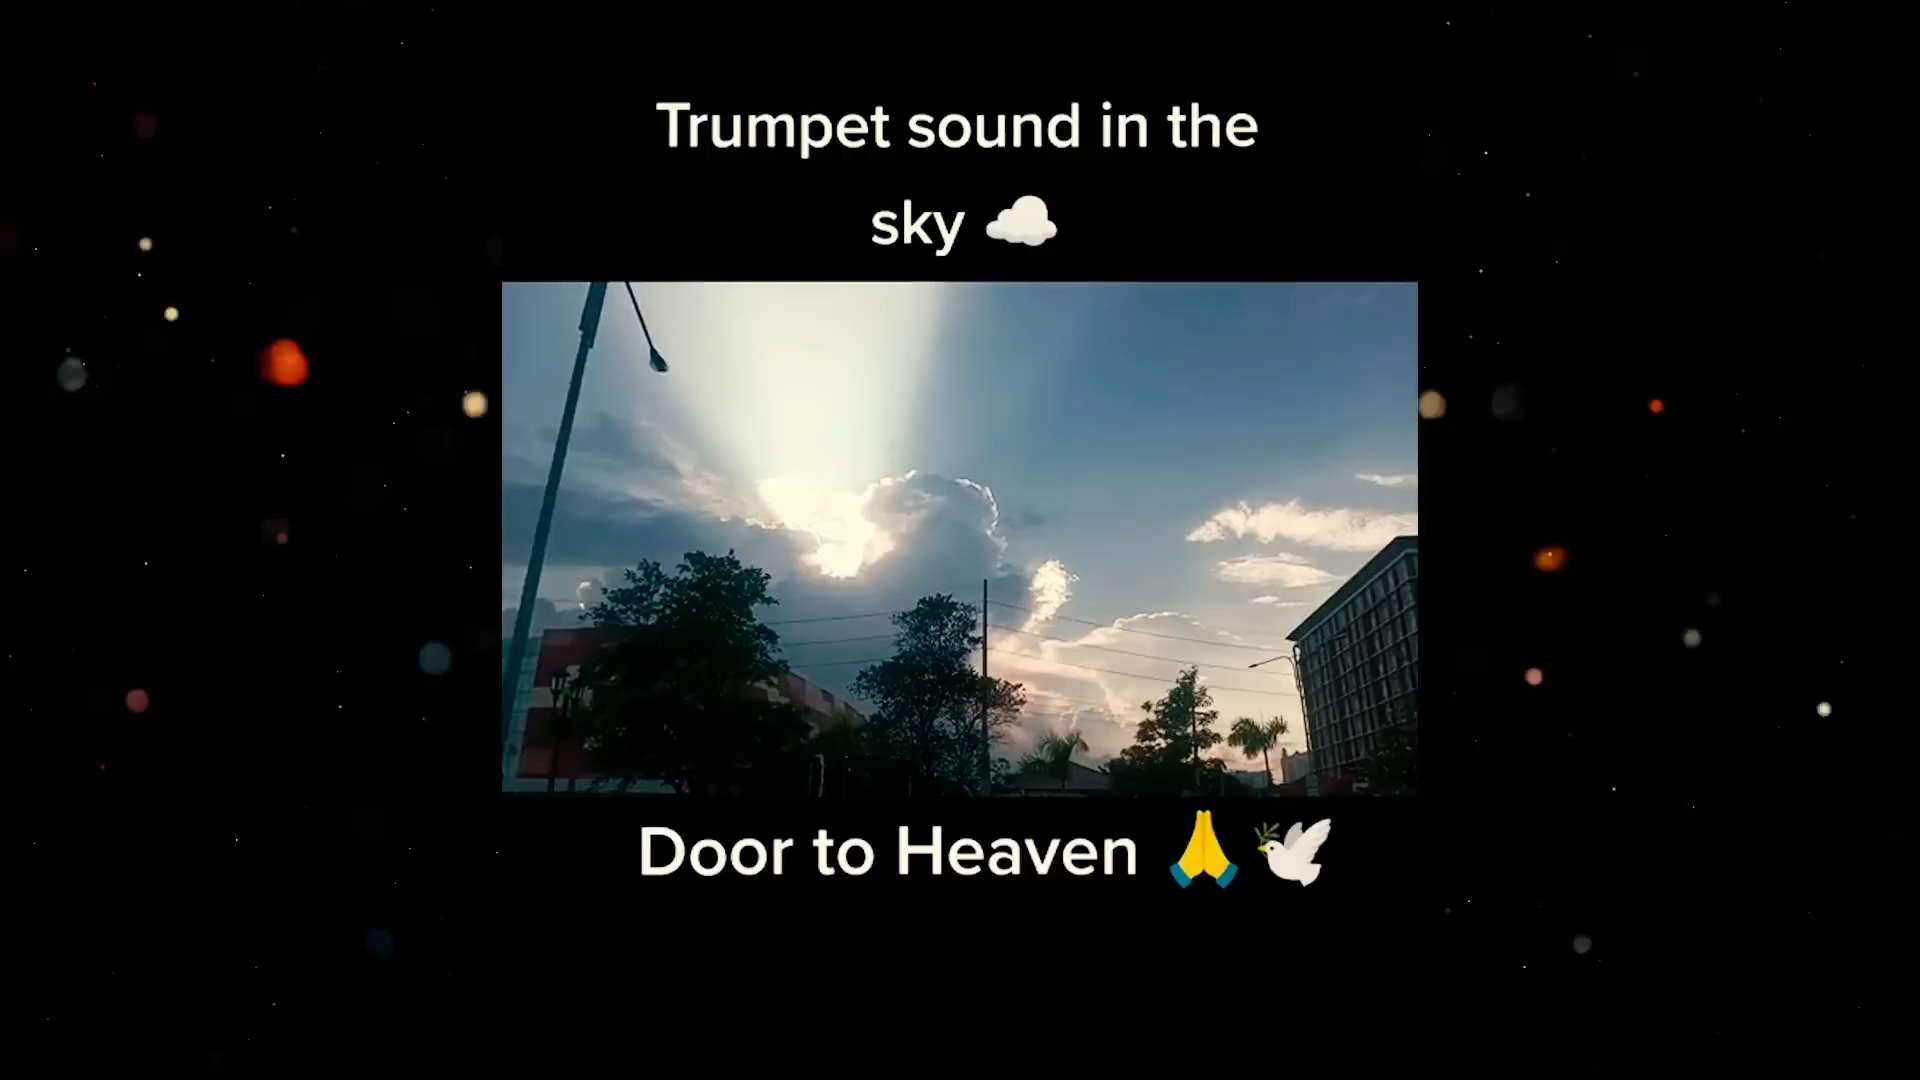 Trumpet sound in the
sky ☁️
Door to Heaven 🙏🕊️